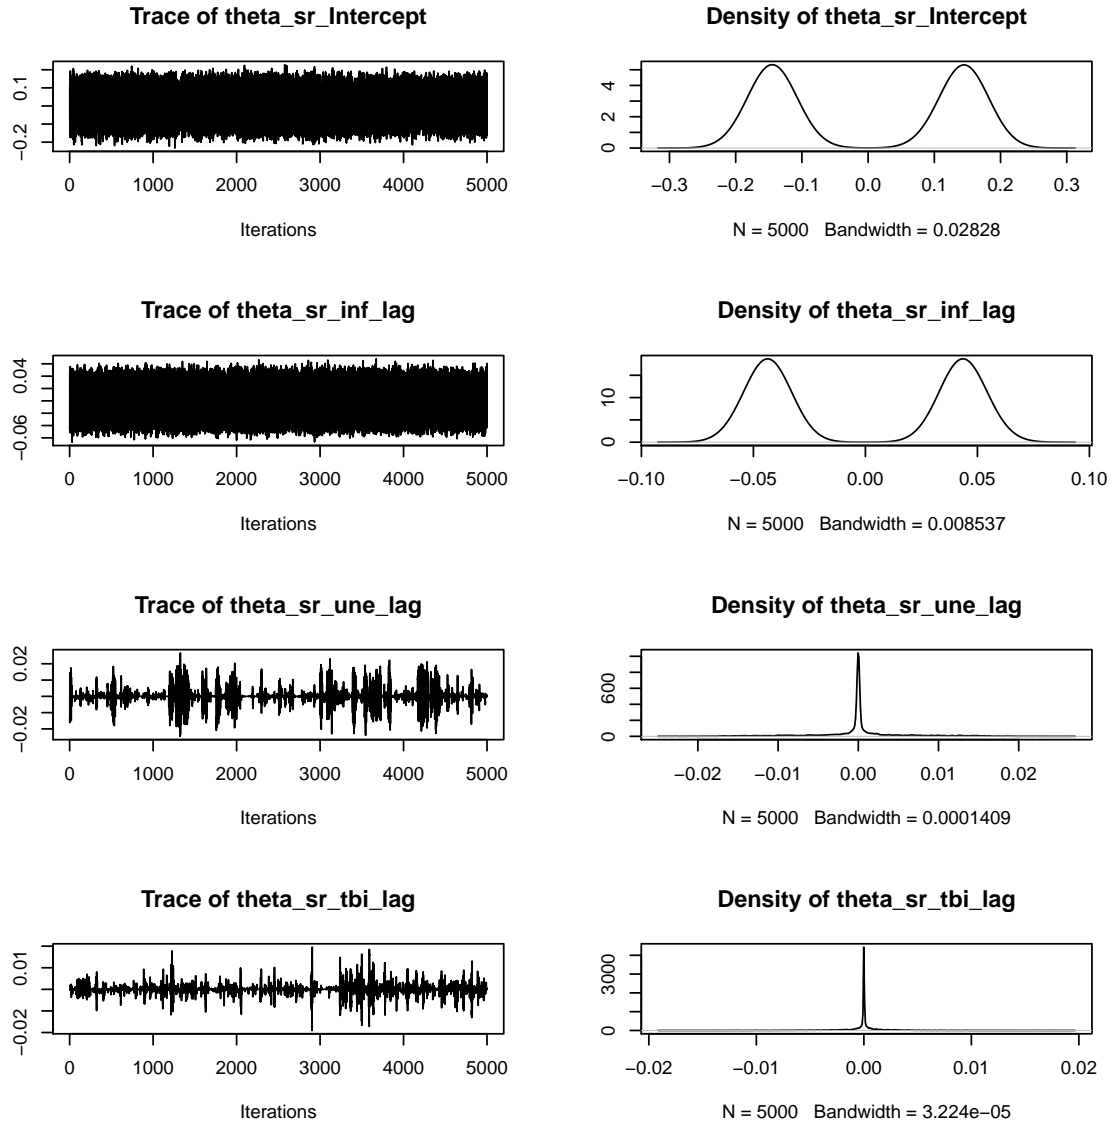 Trace of theta_sr_Intercept
0.1
−0.2
0 1000 2000 3000 4000 5000
Iterations
Density of theta_sr_Intercept
4
2
0
−0.3 −0.2 −0.1 0.0 0.1 0.2 0.3
N = 5000 Bandwidth = 0.02828
Trace of theta_sr_inf_lag
0.04
−0.06
0 1000 2000 3000 4000 5000
Iterations
Density of theta_sr_inf_lag
10
0
−0.10 −0.05 0.00 0.05 0.10
N = 5000 Bandwidth = 0.008537
Trace of theta_sr_une_lag
0.02
−0.02
0 1000 2000 3000 4000 5000
Iterations
Density of theta_sr_une_lag
600
0
−0.02 −0.01 0.00 0.01 0.02
N = 5000 Bandwidth = 0.0001409
Trace of theta_sr_tbi_lag
0.01
−0.02
0 1000 2000 3000 4000 5000
Iterations
Density of theta_sr_tbi_lag
3000
0
−0.02 −0.01 0.00 0.01 0.02
N = 5000 Bandwidth = 3.224e−05